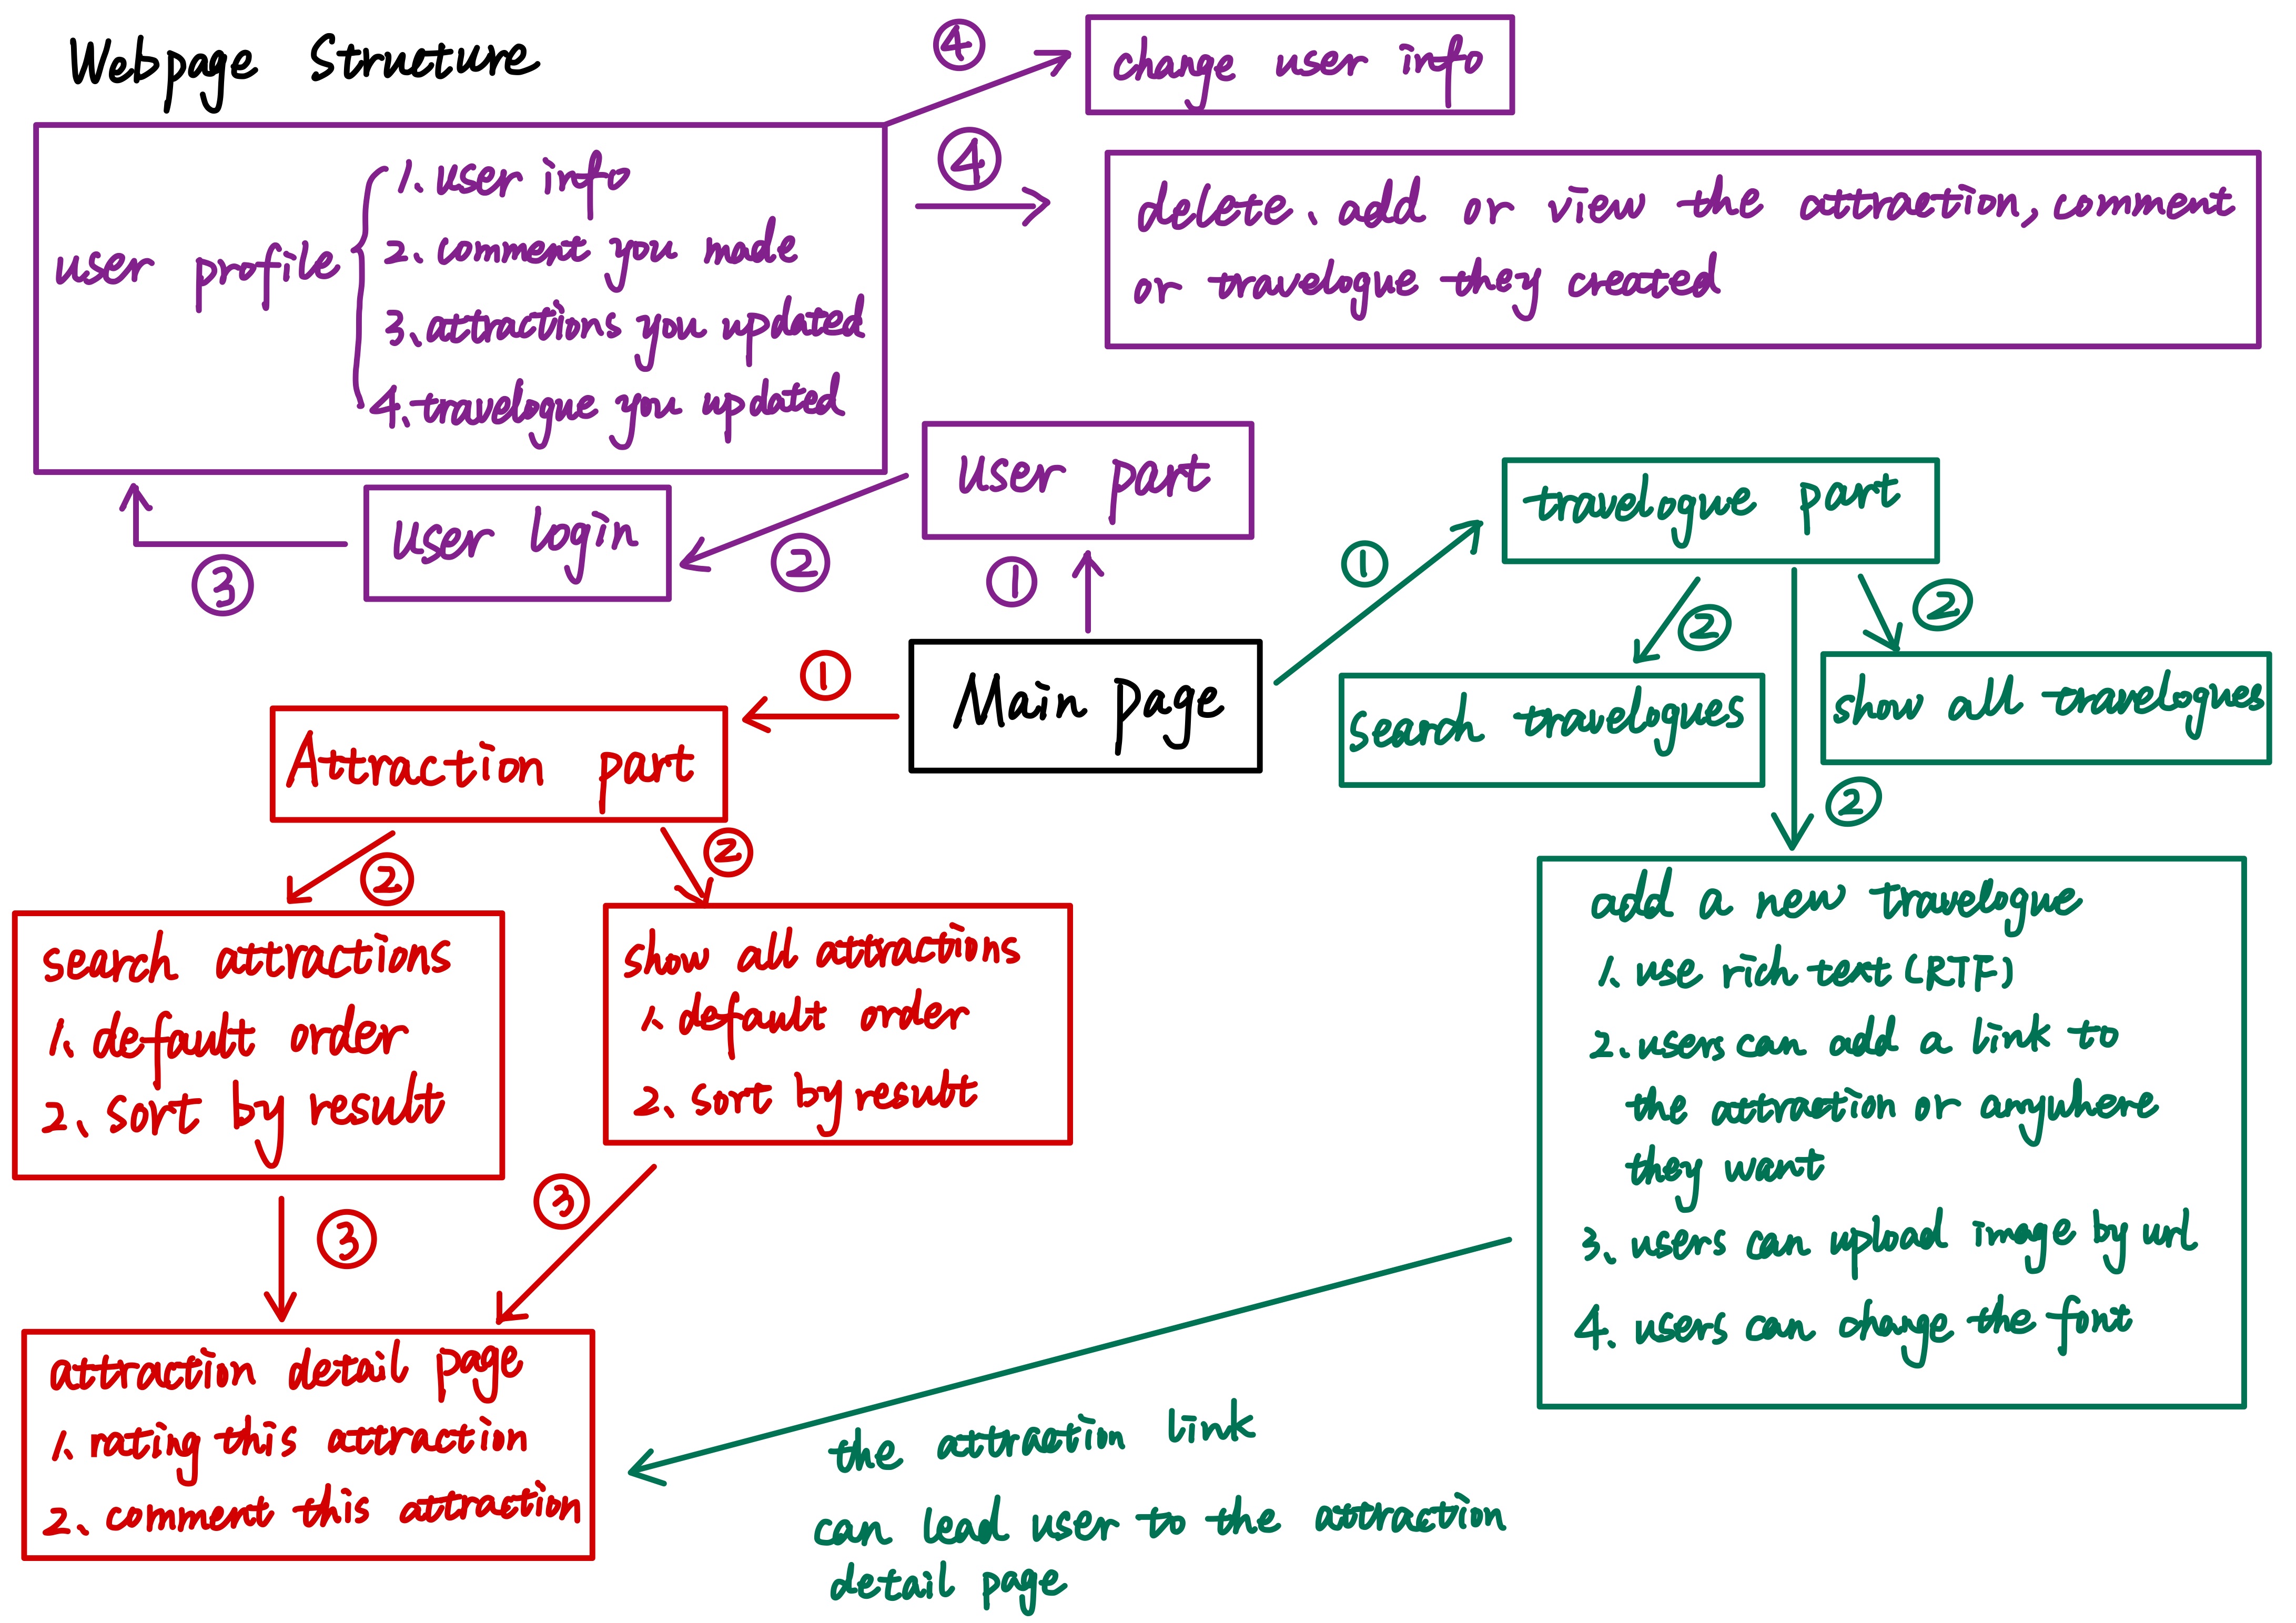 Webpage Structure
④
change user info
④
delete、add or view the attraction, comment
or travelogue they created
user profile
1. user info
2. comment you made
3. attractions you updated
4. travelogue you updated
③
user login
②
user part
①
①
travelogue part
②
②
②
search travelogues
show all travelogues
Main page
①
Attraction part
②
②
search attractions
1. default order
2. sort by result
show all attractions
1. default order
2. sort by result
③
③
attraction detail page
1. rating this attraction
2. comment this attraction
add a new travelogue
1. use rich text (RTF)
2. users can add a link to
the attraction or anywhere
they want
3. users can upload image by url
4. users can change the font
the attraction link
can lead user to the attraction
detail page